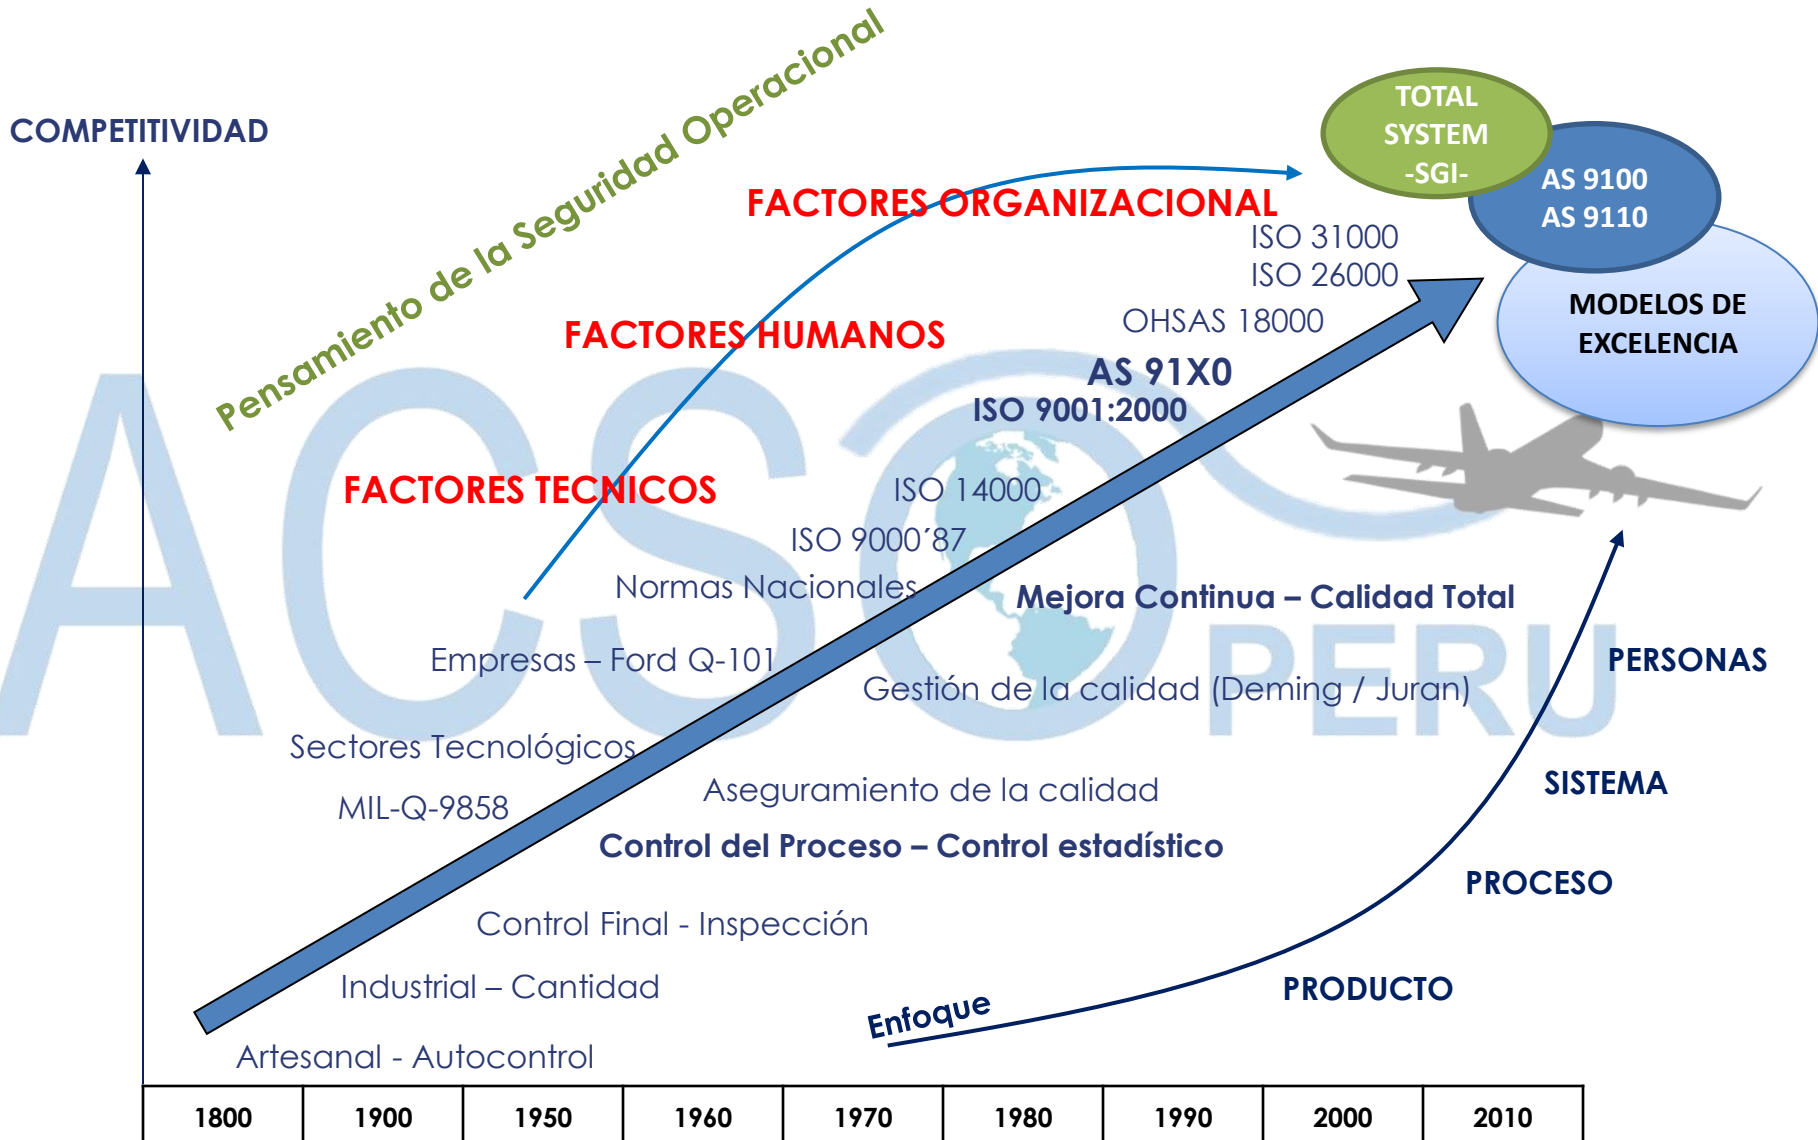 Pensamiento de la Seguridad Operacional
COMPETITIVIDAD
TOTAL
SYSTEM
-SGI-
AS 9100
AS 9110
MODELOS DE
EXCELENCIA
FACTORES ORGANIZACIONAL
ISO 31000
ISO 26000
OHSAS 18000
FACTORES HUMANOS
AS 91X0
ISO 9001:2000
FACTORES TECNICOS
ISO 14000
ISO 9000´87
Normas Nacionales
Mejora Continua – Calidad Total
Empresas – Ford Q-101
Gestión de la calidad (Deming / Juran)
PERSONAS
Sectores Tecnológicos
Aseguramiento de la calidad
SISTEMA
MIL-Q-9858
Control del Proceso – Control estadístico
PROCESO
Control Final - Inspección
Industrial – Cantidad
PRODUCTO
Enfoque
Artesanal - Autocontrol
1800 1900 1950 1960 1970 1980 1990 2000 2010
ACSO
PERU